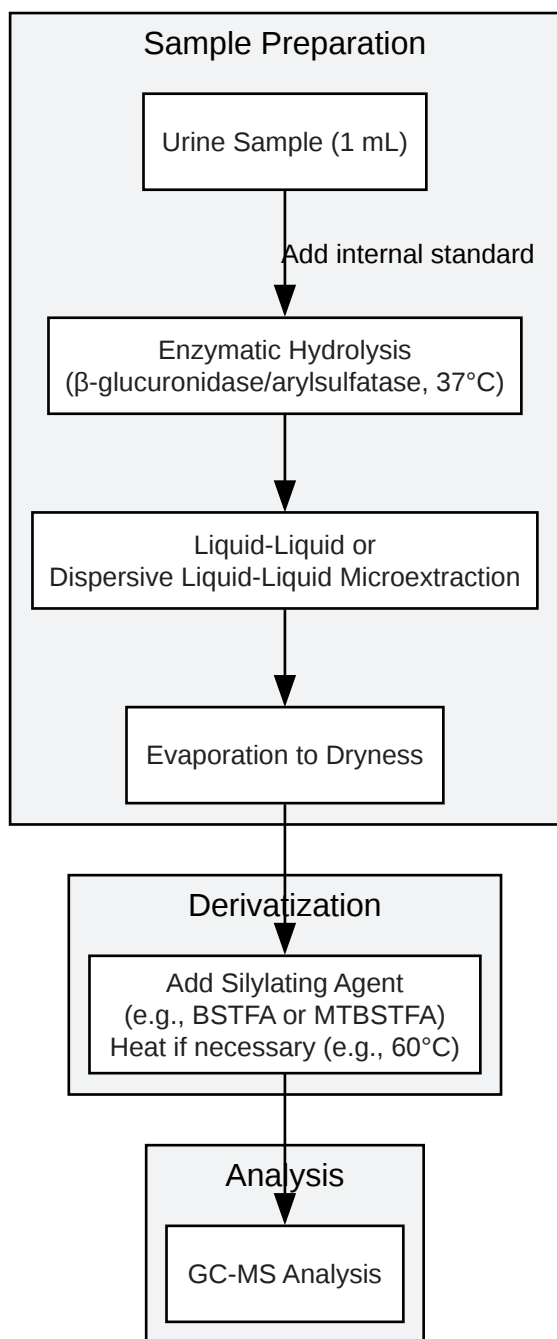 Sample Preparation
Urine Sample (1 mL)
Add internal standard
Enzymatic Hydrolysis
(β-glucuronidase/arylsulfatase, 37°C)
Liquid-Liquid or
Dispersive Liquid-Liquid Microextraction
Evaporation to Dryness
Derivatization
Add Silylating Agent
(e.g., BSTFA or MTBSTFA)
Heat if necessary (e.g., 60°C)
Analysis
GC-MS Analysis